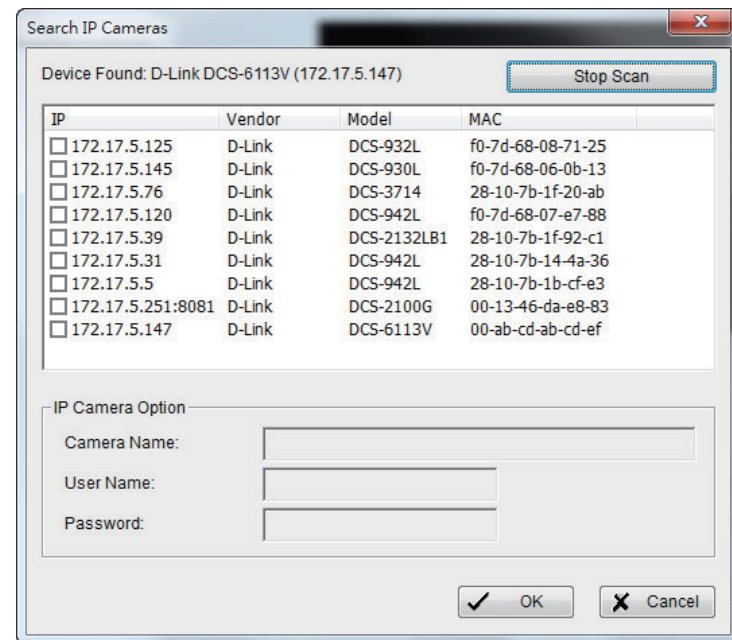 Search IP Cameras
Device Found: D-Link DCS-6113V (172.17.5.147) Stop Scan
IP Vendor Model MAC
172.17.5.125 D-Link DCS-932L f0-7d-68-08-71-25
172.17.5.145 D-Link DCS-930L f0-7d-68-06-0b-13
172.17.5.76 D-Link DCS-3714 28-10-7b-1f-20-ab
172.17.5.120 D-Link DCS-942L f0-7d-68-07-e7-88
172.17.5.39 D-Link DCS-2132LB1 28-10-7b-1f-92-c1
172.17.5.31 D-Link DCS-942L 28-10-7b-14-4a-36
172.17.5.5 D-Link DCS-942L 28-10-7b-1b-cf-e3
172.17.5.251:8081 D-Link DCS-2100G 00-13-46-da-e8-83
172.17.5.147 D-Link DCS-6113V 00-ab-cd-ab-cd-ef
IP Camera Option
Camera Name:
User Name:
Password:
OK Cancel